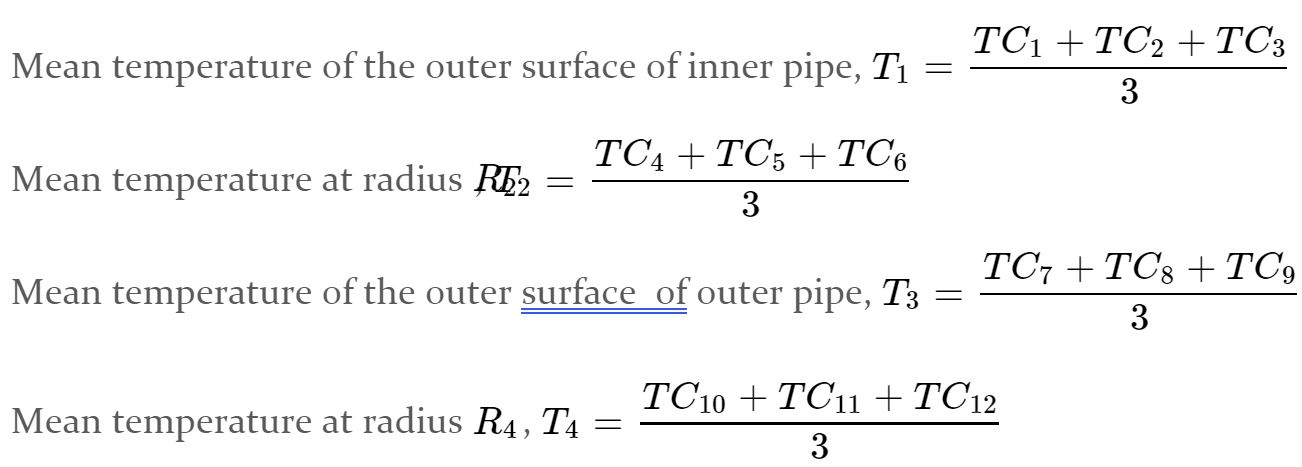 Mean temperature of the outer surface of inner pipe, T₁ = (TC₁ + TC₂ + TC₃)/3
Mean temperature at radius R₂, T₂ = (TC₄ + TC₅ + TC₆)/3
Mean temperature of the outer surface of outer pipe, T₃ = (TC₇ + TC₈ + TC₉)/3
Mean temperature at radius R₄, T₄ = (TC₁₀ + TC₁₁ + TC₁₂)/3